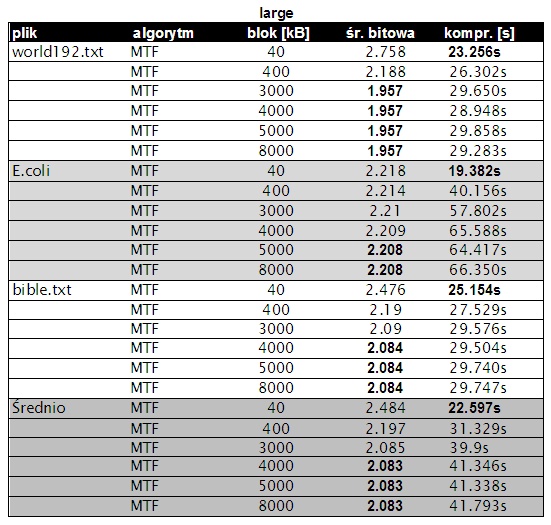 large
plik algorytm blok [kB] śr. bitowa kompr. [s]
world192.txt MTF 40 2.758 23.256s
MTF 400 2.188 26.302s
MTF 3000 1.957 29.650s
MTF 4000 1.957 28.948s
MTF 5000 1.957 29.858s
MTF 8000 1.957 29.283s
E.coli MTF 40 2.218 19.382s
MTF 400 2.214 40.156s
MTF 3000 2.21 57.802s
MTF 4000 2.209 65.588s
MTF 5000 2.208 64.417s
MTF 8000 2.208 66.350s
bible.txt MTF 40 2.476 25.154s
MTF 400 2.19 27.529s
MTF 3000 2.09 29.576s
MTF 4000 2.084 29.504s
MTF 5000 2.084 29.740s
MTF 8000 2.084 29.747s
Średnio MTF 40 2.484 22.597s
MTF 400 2.197 31.329s
MTF 3000 2.085 39.9s
MTF 4000 2.083 41.346s
MTF 5000 2.083 41.338s
MTF 8000 2.083 41.793s